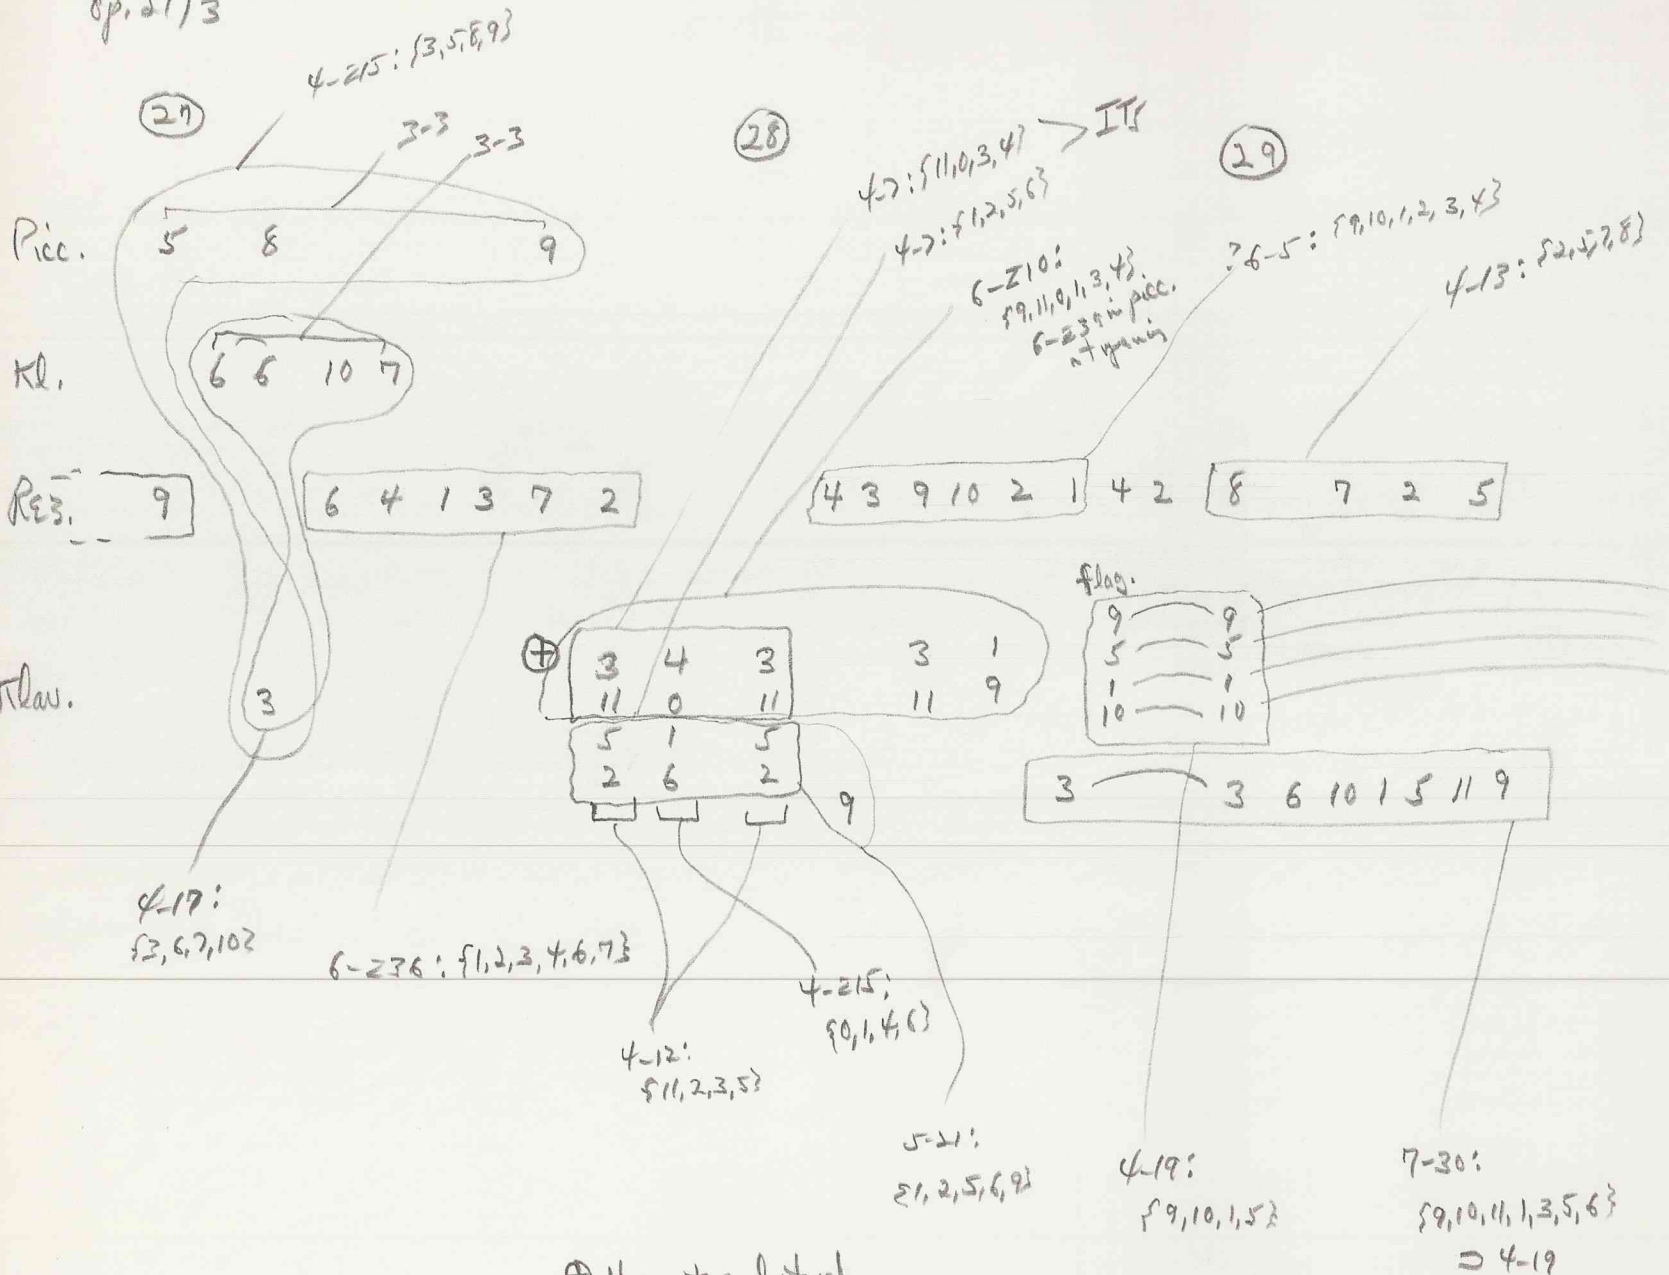 Op. 21/3
4-Z15: {3,5,8,9}
27
3-3
3-3
28
4-7: {11,0,3,4} > ITs
4-7: {1,2,5,6}
6-Z10:
{9,11,0,1,3,4}
6-Z39 in picc.
29
? 6-5: {9,10,1,2,3,4}
4-13: {2,5,7,8}
Picc. 5 8 9
Kl. 6 6 10 7
Rez. 9 6 4 1 3 7 2 4 3 9 10 2 1 4 2 8 7 2 5
flag.
9 9
5 5
1 1
10 10
Klav. 3
⊕ 3 4 3 3 1
11 0 11 11 9
5 1 5
2 6 2
9
3 3 6 10 1 5 11 9
4-17:
{3,6,7,10}
6-Z36: {1,2,3,4,6,7}
4-12:
{11,2,3,5}
4-Z15:
{0,1,4,6}
5-21:
{1,2,5,6,9}
4-19:
{9,10,1,5}
7-30:
{9,10,11,1,3,5,6}
⊃ 4-19